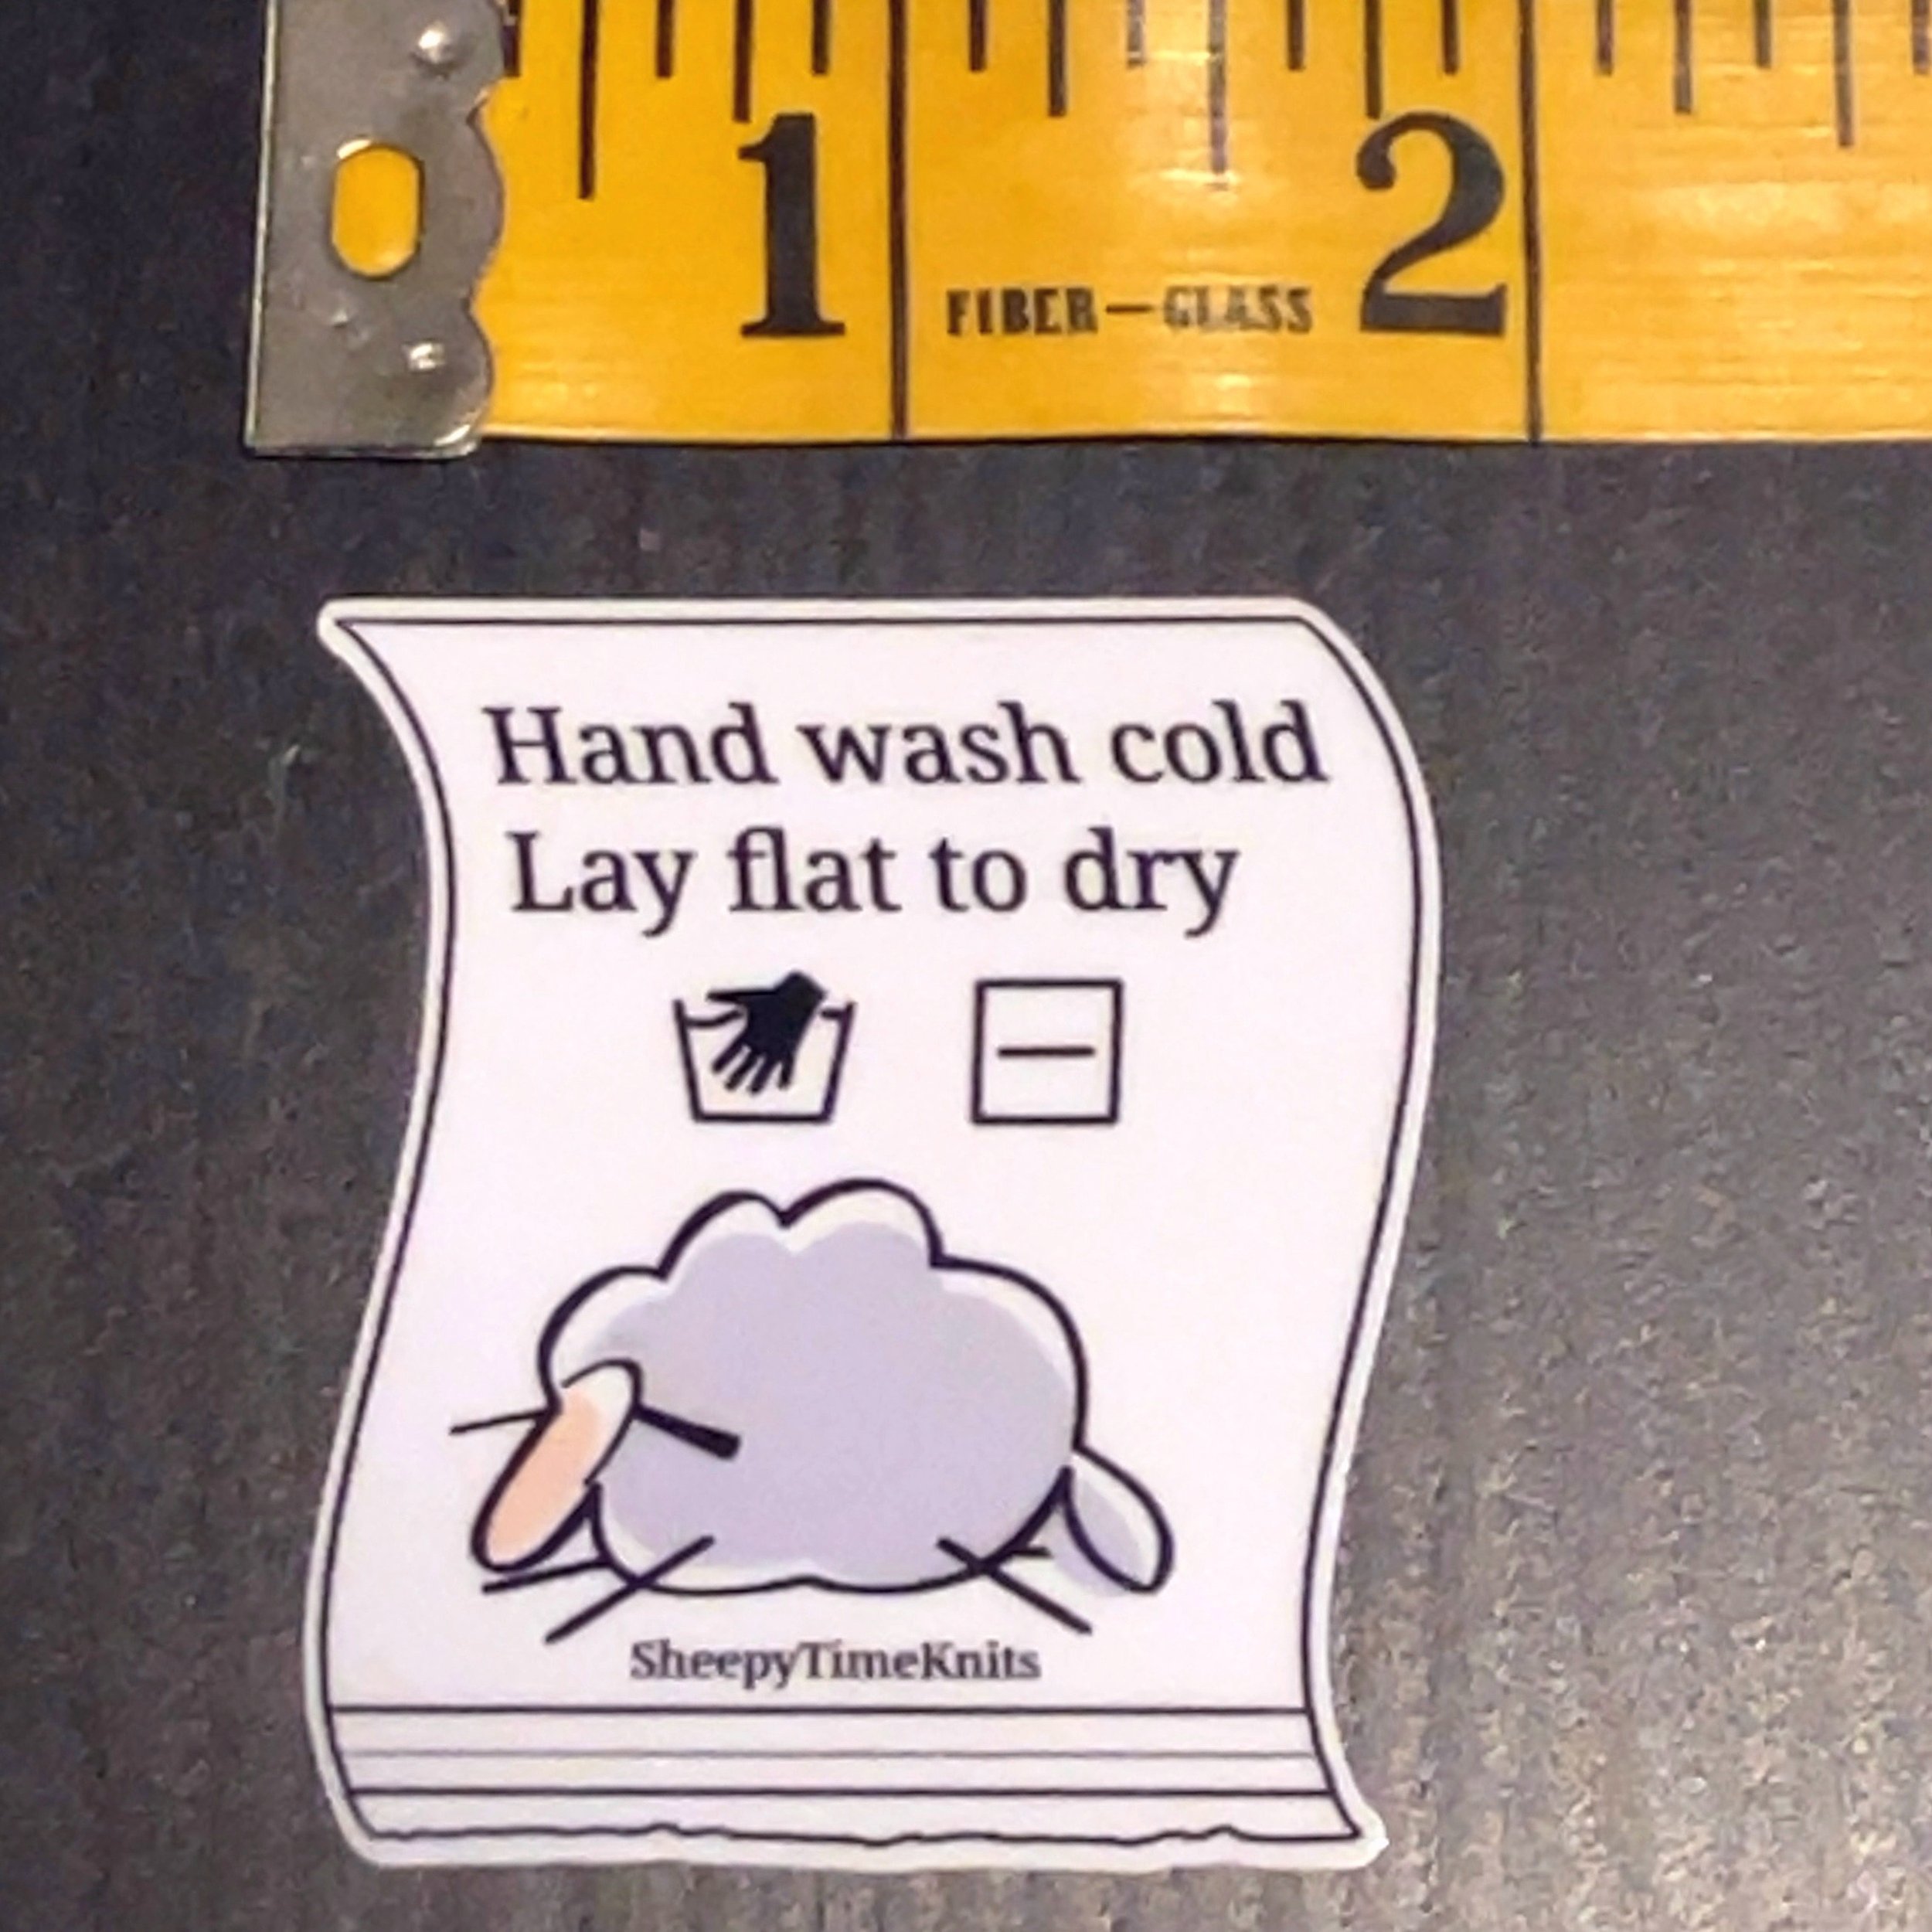 1 2
FIBER—GLASS
Hand wash cold
Lay flat to dry
SheepyTimeKnits